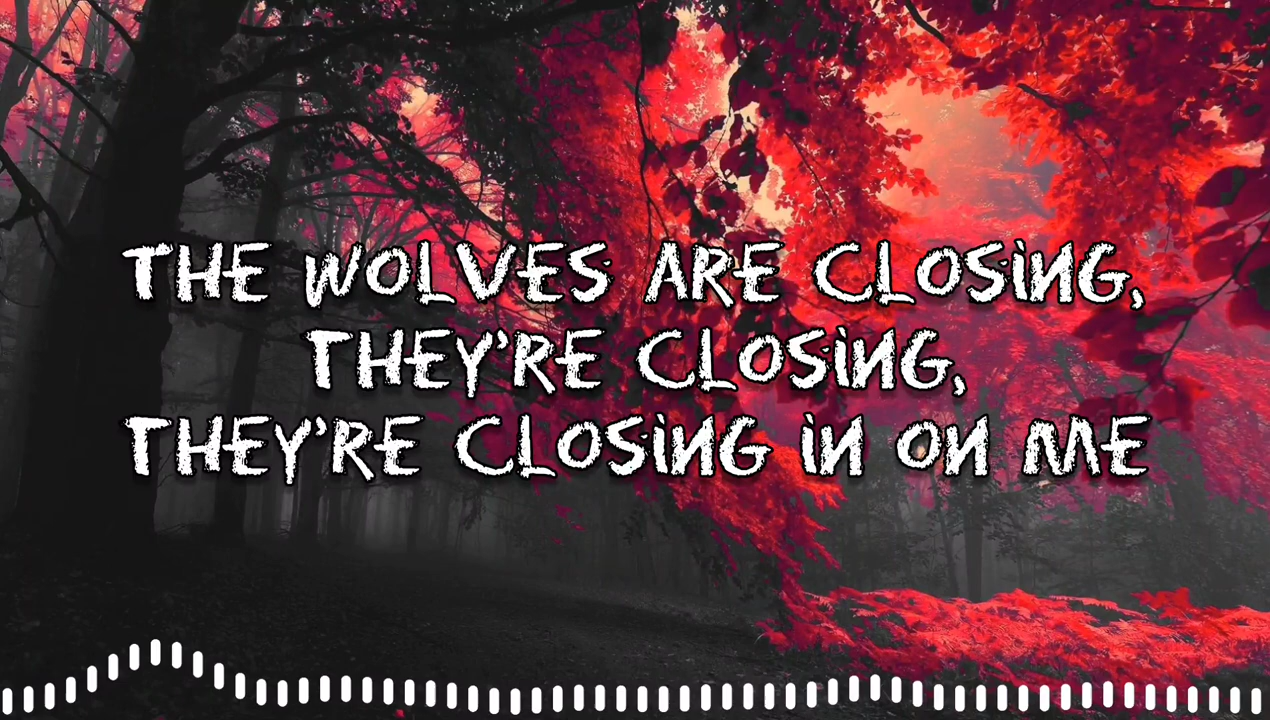 THE WOLVES ARE CLOSING,
THEY'RE CLOSING,
THEY'RE CLOSING IN ON ME